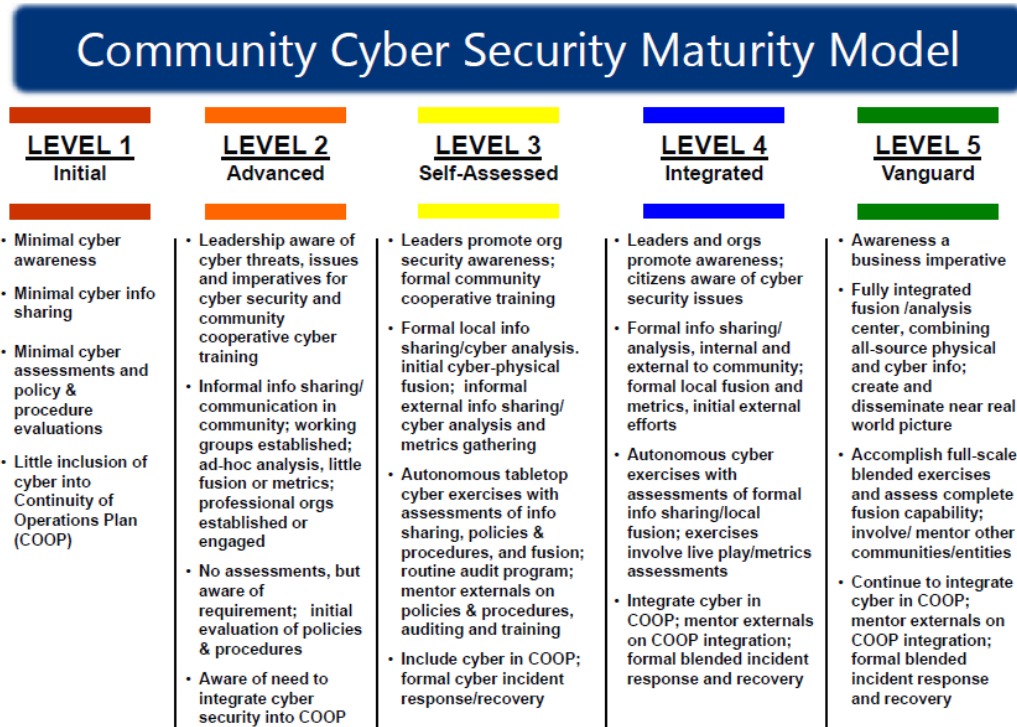 Community Cyber Security Maturity Model
LEVEL 1
Initial
• Minimal cyber
awareness
• Minimal cyber info
sharing
• Minimal cyber
assessments and
policy &
procedure
evaluations
• Little inclusion of
cyber into
Continuity of
Operations Plan
(COOP)
LEVEL 2
Advanced
• Leadership aware of
cyber threats, issues
and imperatives for
cyber security and
community
cooperative cyber
training
• Informal info sharing/
communication in
community; working
groups established;
ad-hoc analysis, little
fusion or metrics;
professional orgs
established or
engaged
• No assessments, but
aware of
requirement; initial
evaluation of policies
& procedures
• Aware of need to
integrate cyber
security into COOP
LEVEL 3
Self-Assessed
• Leaders promote org
security awareness;
formal community
cooperative training
• Formal local info
sharing/cyber analysis.
initial cyber-physical
fusion; informal
external info sharing/
cyber analysis and
metrics gathering
• Autonomous tabletop
cyber exercises with
assessments of info
sharing, policies &
procedures, and fusion;
routine audit program;
mentor externals on
policies & procedures,
auditing and training
• Include cyber in COOP;
formal cyber incident
response/recovery
LEVEL 4
Integrated
• Leaders and orgs
promote awareness;
citizens aware of cyber
security issues
• Formal info sharing/
analysis, internal and
external to community;
formal local fusion and
metrics, initial external
efforts
• Autonomous cyber
exercises with
assessments of formal
info sharing/local
fusion; exercises
involve live play/metrics
assessments
• Integrate cyber in
COOP; mentor externals
on COOP integration;
formal blended incident
response and recovery
LEVEL 5
Vanguard
• Awareness a
business imperative
• Fully integrated
fusion /analysis
center, combining
all-source physical
and cyber info;
create and
disseminate near real
world picture
• Accomplish full-scale
blended exercises
and assess complete
fusion capability;
involve/ mentor other
communities/entities
• Continue to integrate
cyber in COOP;
mentor externals on
COOP integration;
formal blended
incident response
and recovery